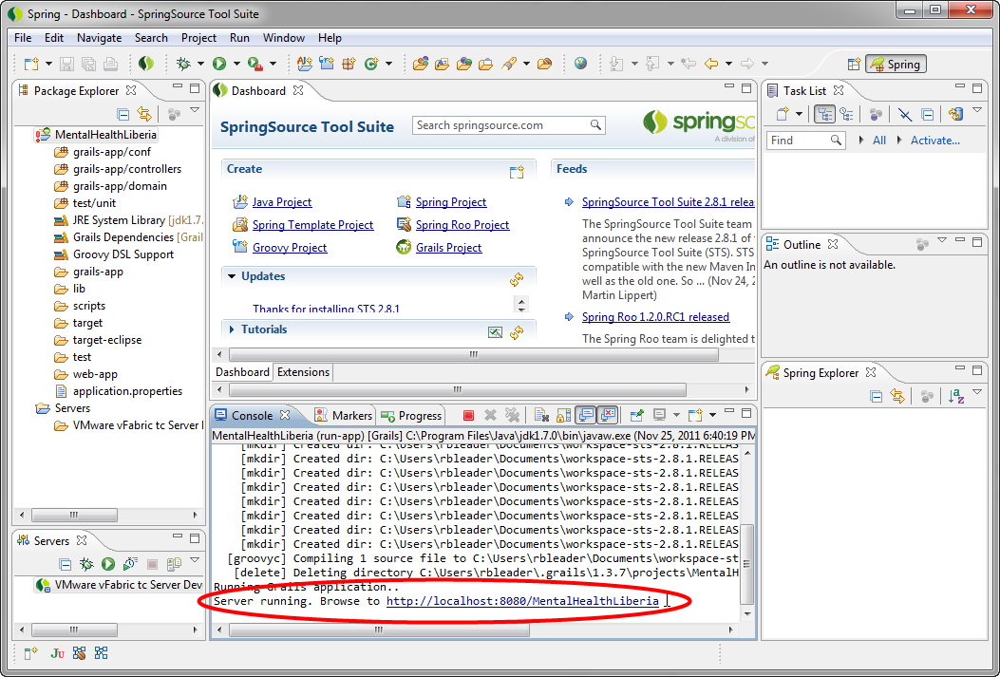 Spring - Dashboard - SpringSource Tool Suite
File Edit Navigate Search Project Run Window Help
Spring
Package Explorer
MentalHealthLiberia
grails-app/conf
grails-app/controllers
grails-app/domain
test/unit
JRE System Library [jdk1.7.
Grails Dependencies [Grail
Groovy DSL Support
grails-app
lib
scripts
target
target-eclipse
test
web-app
application.properties
Servers
VMware vFabric tc Server
Servers
VMware vFabric tc Server Dev
Ju
Dashboard
SpringSource Tool Suite
Search springsource.com
springso
A division of
Create
Java Project
Spring Project
Spring Template Project
Spring Roo Project
Groovy Project
Grails Project
Updates
Thanks for installing STS 2.8.1
Tutorials
Feeds
SpringSource Tool Suite 2.8.1 relea
The SpringSource Tool Suite team
announce the new release 2.8.1 of
SpringSource Tool Suite (STS). STS
compatible with the new Maven In
well as the old one. So ... (Nov 24, 2
Martin Lippert)
Spring Roo 1.2.0.RC1 released
The Spring Roo team is delighted t
Dashboard Extensions
Console Markers Progress
MentalHealthLiberia (run-app) [Grails] C:\Program Files\Java\jdk1.7.0\bin\javaw.exe (Nov 25, 2011 6:40:19 PM
[mkdir] Created dir: C:\Users\rbleader\Documents\workspace-sts-2.8.1.RELEAS
[mkdir] Created dir: C:\Users\rbleader\Documents\workspace-sts-2.8.1.RELEAS
[mkdir] Created dir: C:\Users\rbleader\Documents\workspace-sts-2.8.1.RELEAS
[mkdir] Created dir: C:\Users\rbleader\Documents\workspace-sts-2.8.1.RELEAS
[mkdir] Created dir: C:\Users\rbleader\Documents\workspace-sts-2.8.1.RELEAS
[mkdir] Created dir: C:\Users\rbleader\Documents\workspace-sts-2.8.1.RELEAS
[mkdir] Created dir: C:\Users\rbleader\Documents\workspace-sts-2.8.1.RELEAS
[mkdir] Created dir: C:\Users\rbleader\Documents\workspace-sts-2.8.1.RELEAS
[groovyc] Compiling 1 source file to C:\Users\rbleader\Documents\workspace-st
[delete] Deleting directory C:\Users\rbleader\.grails\1.3.7\projects\MentalH
Running Grails application..
Server running. Browse to http://localhost:8080/MentalHealthLiberia
Task List
Find All Activate...
Outline
An outline is not available.
Spring Explorer